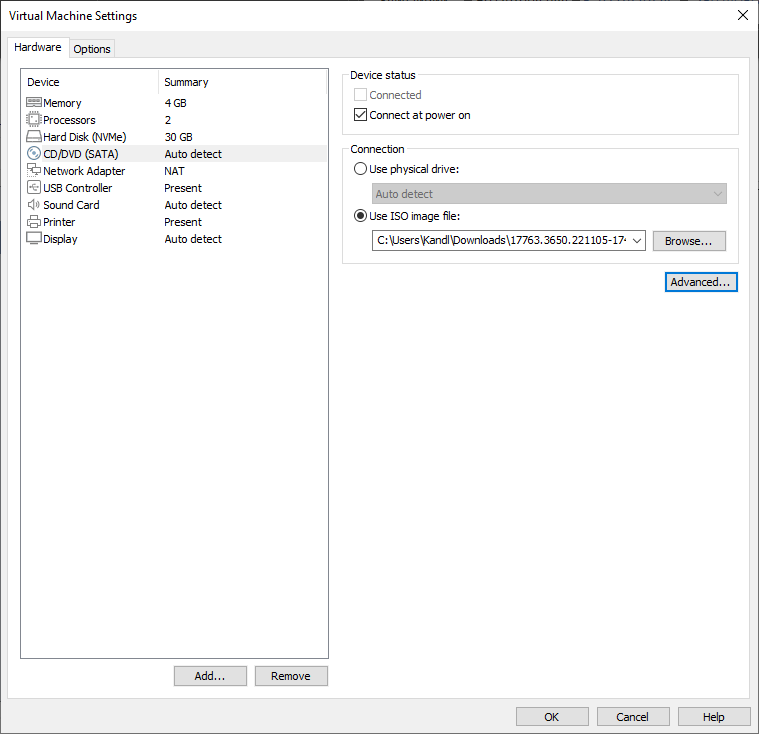 Virtual Machine Settings
Hardware Options
Device Summary
Memory 4 GB
Processors 2
Hard Disk (NVMe) 30 GB
CD/DVD (SATA) Auto detect
Network Adapter NAT
USB Controller Present
Sound Card Auto detect
Printer Present
Display Auto detect
Add... Remove
Device status
Connected
Connect at power on
Connection
Use physical drive:
Auto detect
Use ISO image file:
C:\Users\Kandl\Downloads\17763.3650.221105-174 Browse...
Advanced...
OK Cancel Help